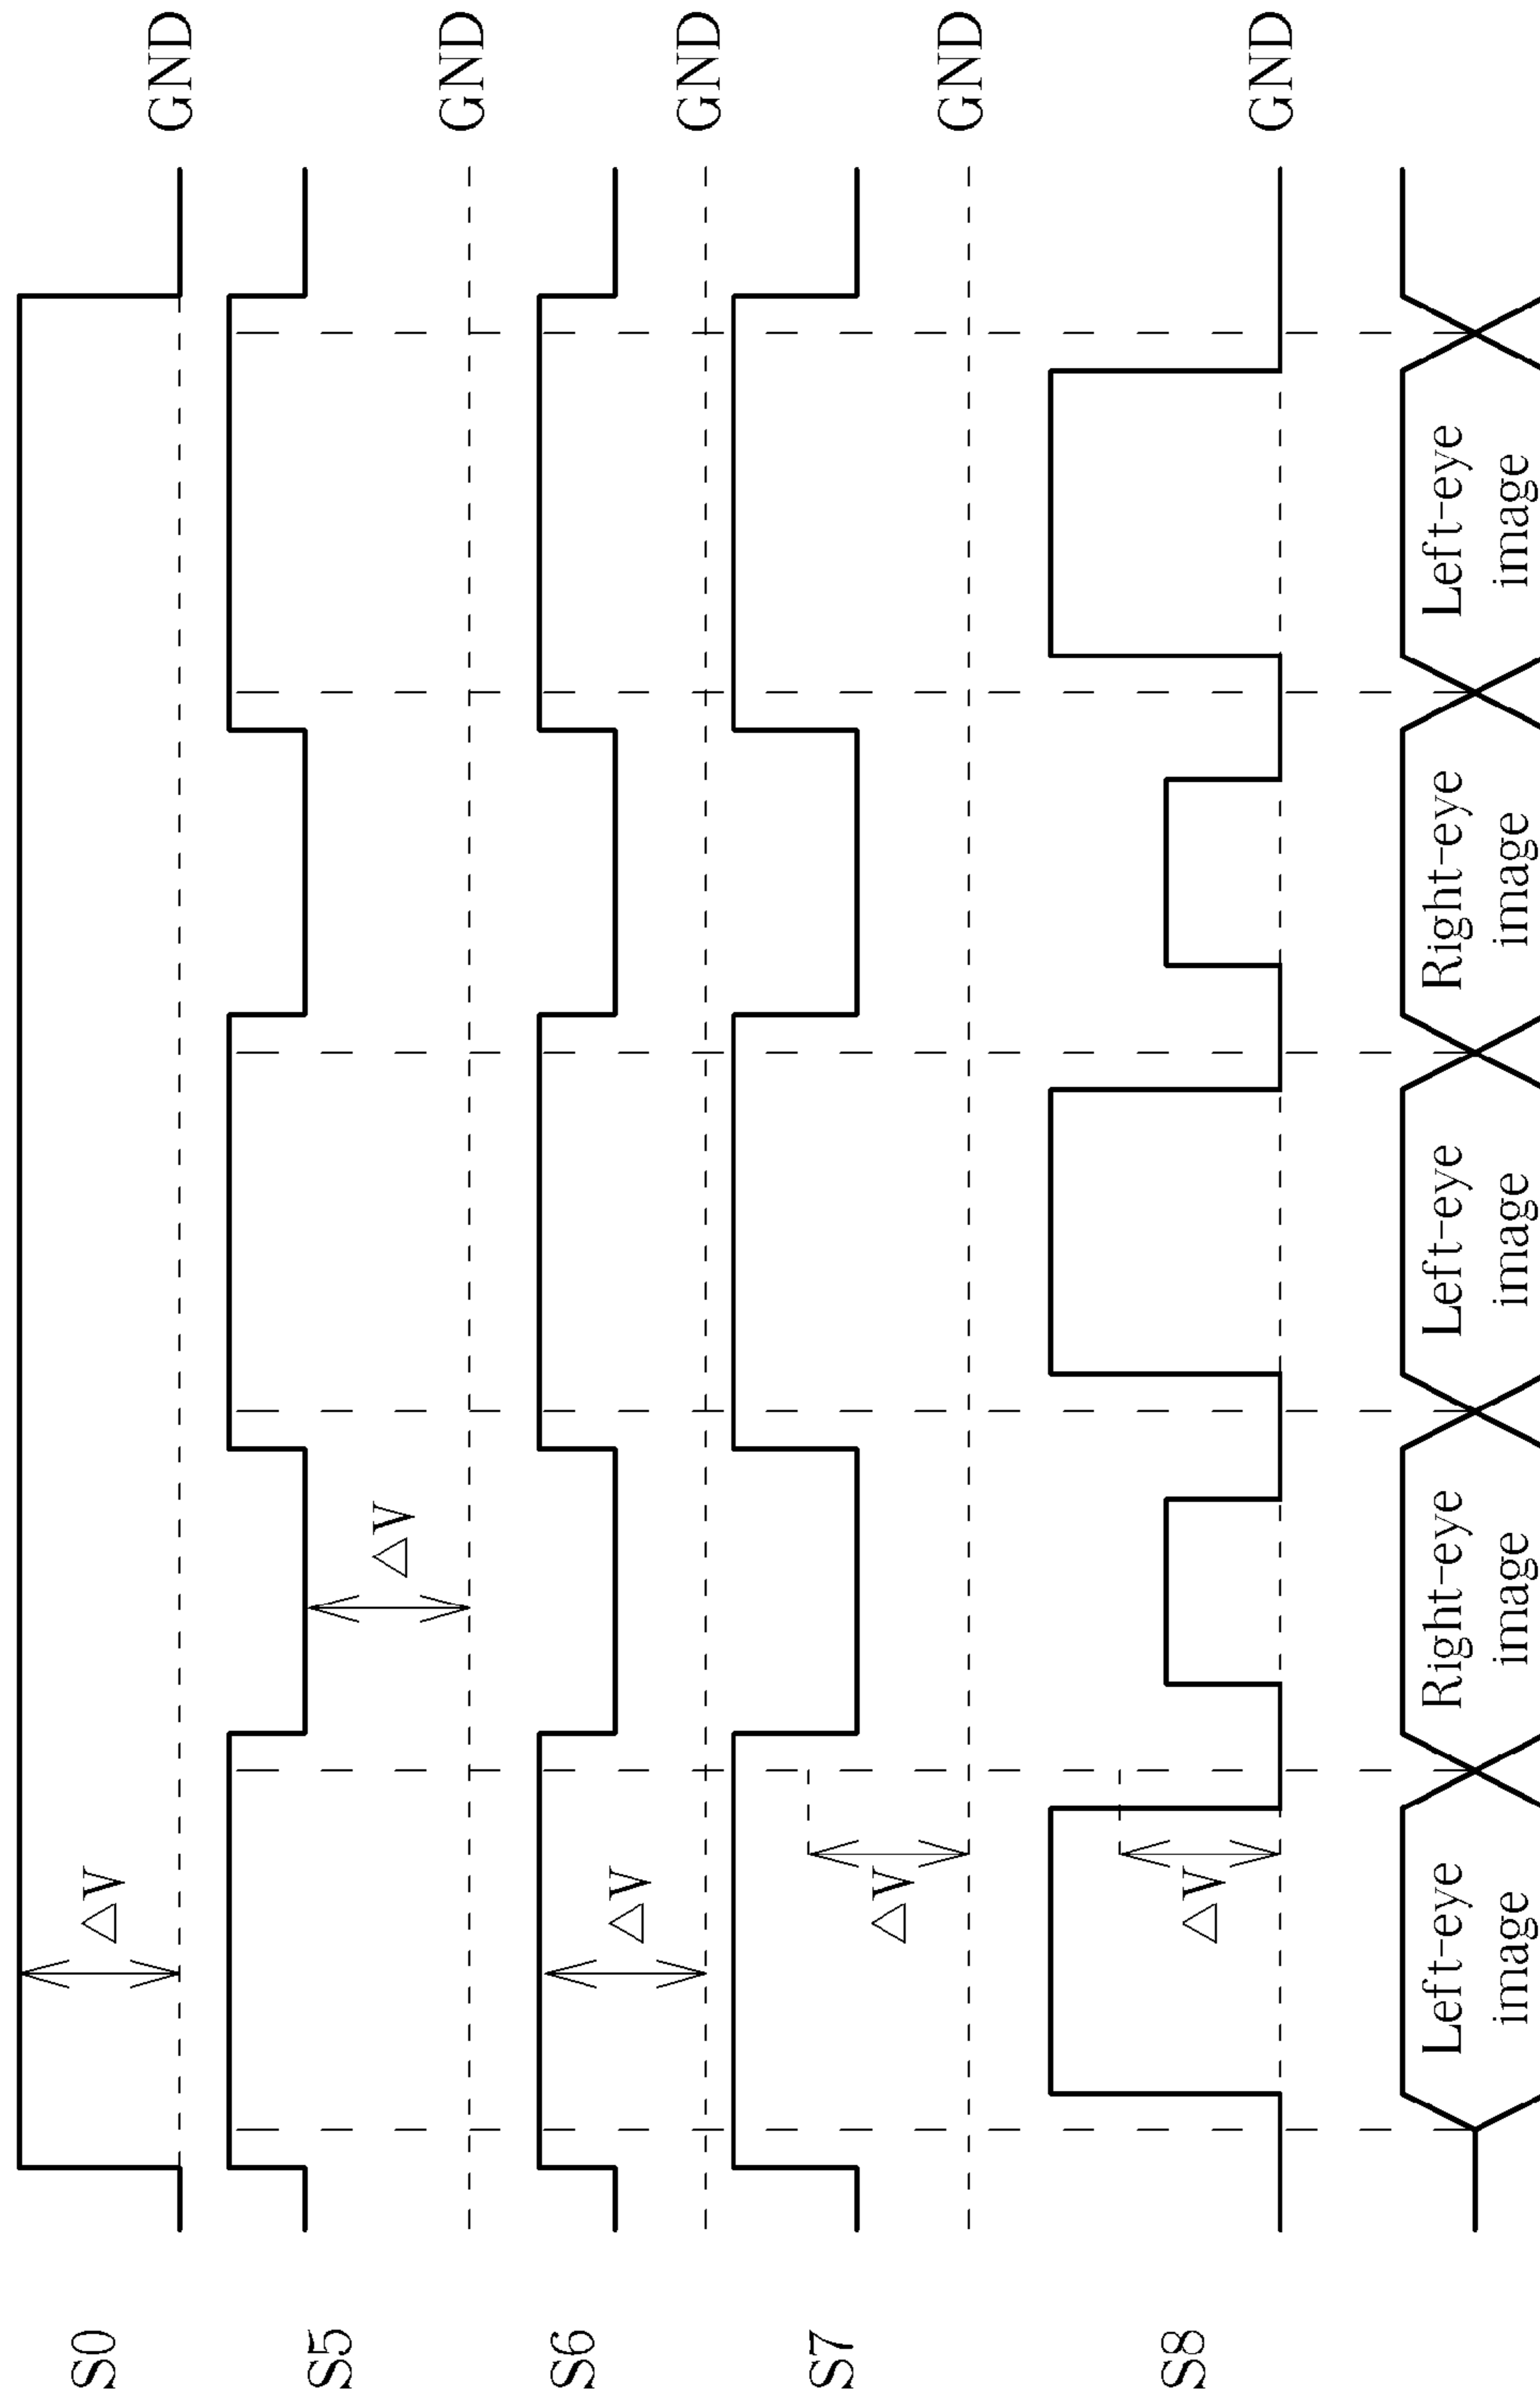 S0
△V
GND
S5
△V
GND
S6
△V
GND
S7
△V
GND
S8
△V
GND
Left-eye
image
Right-eye
image
Left-eye
image
Right-eye
image
Left-eye
image